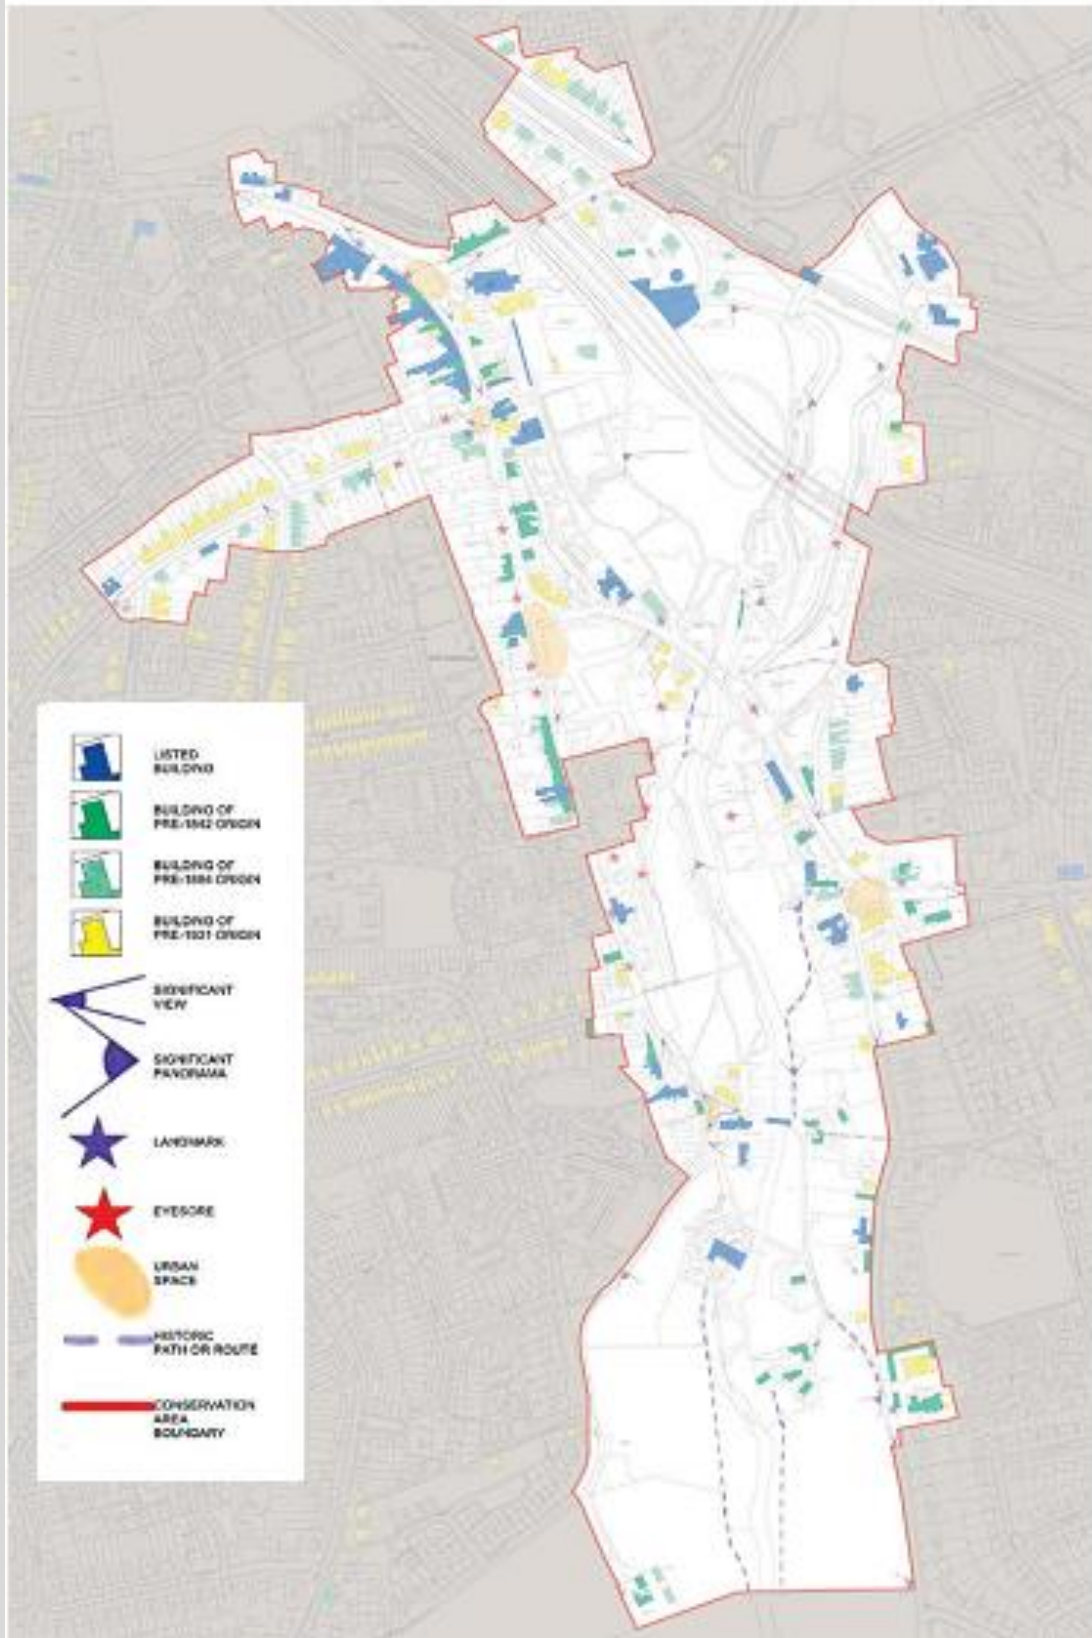 LISTED
BUILDING
BUILDING OF
PRE-1842 ORIGIN
BUILDING OF
PRE-1894 ORIGIN
BUILDING OF
PRE-1931 ORIGIN
SIGNIFICANT
VIEW
SIGNIFICANT
PANORAMA
LANDMARK
EYESORE
URBAN
SPACE
HISTORIC
PATH OR ROUTE
CONSERVATION
AREA
BOUNDARY